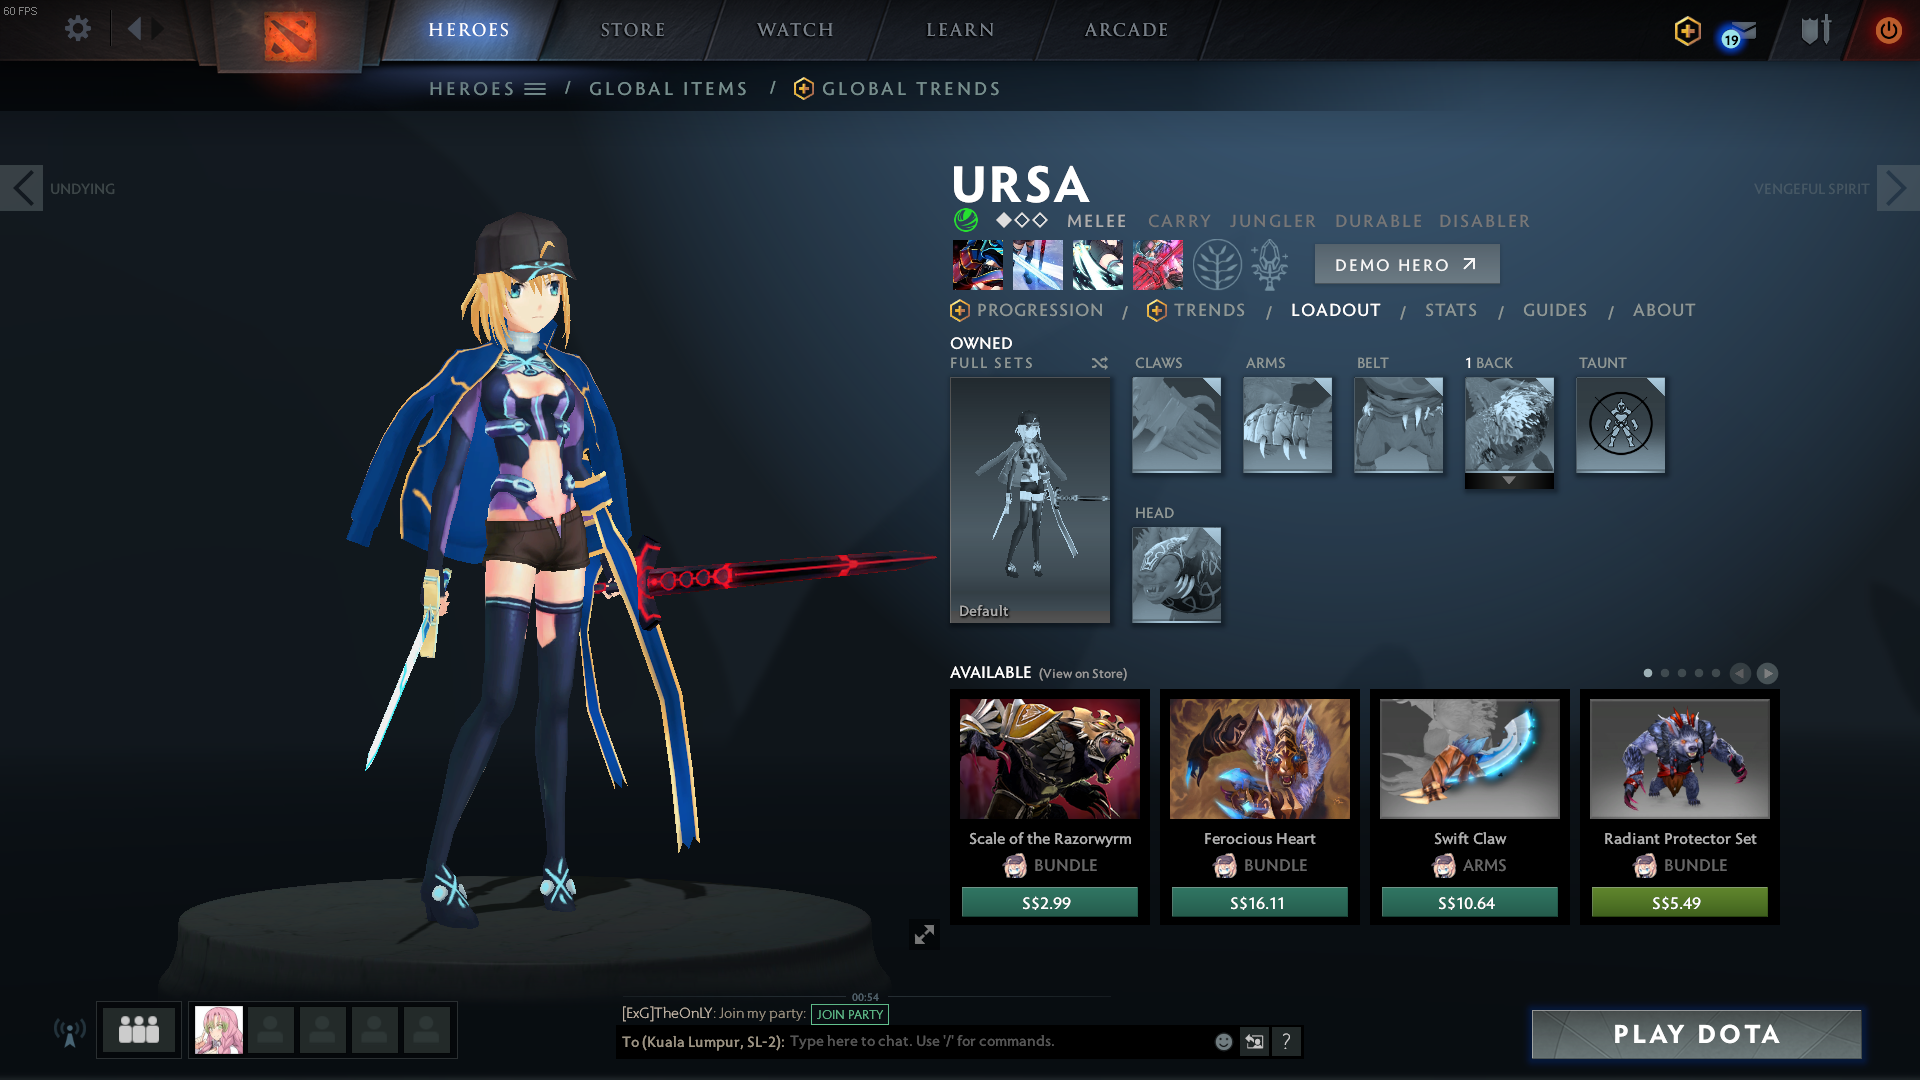 60 FPS
HEROES
STORE
WATCH
LEARN
ARCADE
19
HEROES / GLOBAL ITEMS / GLOBAL TRENDS
UNDYING
VENGEFUL SPIRIT
URSA
MELEE CARRY JUNGLER DURABLE DISABLER
DEMO HERO
PROGRESSION / TRENDS / LOADOUT / STATS / GUIDES / ABOUT
OWNED
FULL SETS
CLAWS
ARMS
BELT
1 BACK
TAUNT
Default
HEAD
AVAILABLE (View on Store)
Scale of the Razorwyrm
BUNDLE
S$2.99
Ferocious Heart
BUNDLE
S$16.11
Swift Claw
ARMS
S$10.64
Radiant Protector Set
BUNDLE
S$5.49
00:54
[ExG]TheOnLY: Join my party: JOIN PARTY
To (Kuala Lumpur, SL-2): Type here to chat. Use '/' for commands.
?
PLAY DOTA